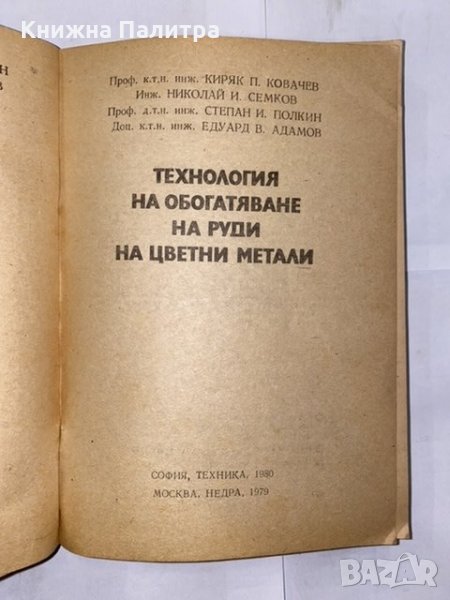 Книжна Палитра
Н
В
Проф. к.т.н. инж. КИРЯК П. КОВАЧЕВ
Инж. НИКОЛАЙ И. СЕМКОВ
Проф. д.т.н. инж. СТЕПАН И. ПОЛКИН
Доц. к.т.н. инж. ЕДУАРД В. АДАМОВ
ТЕХНОЛОГИЯ
НА ОБОГАТЯВАНЕ
НА РУДИ
НА ЦВЕТНИ МЕТАЛИ
СОФИЯ, ТЕХНИКА, 1980
МОСКВА, НЕДРА, 1979
BAZAR